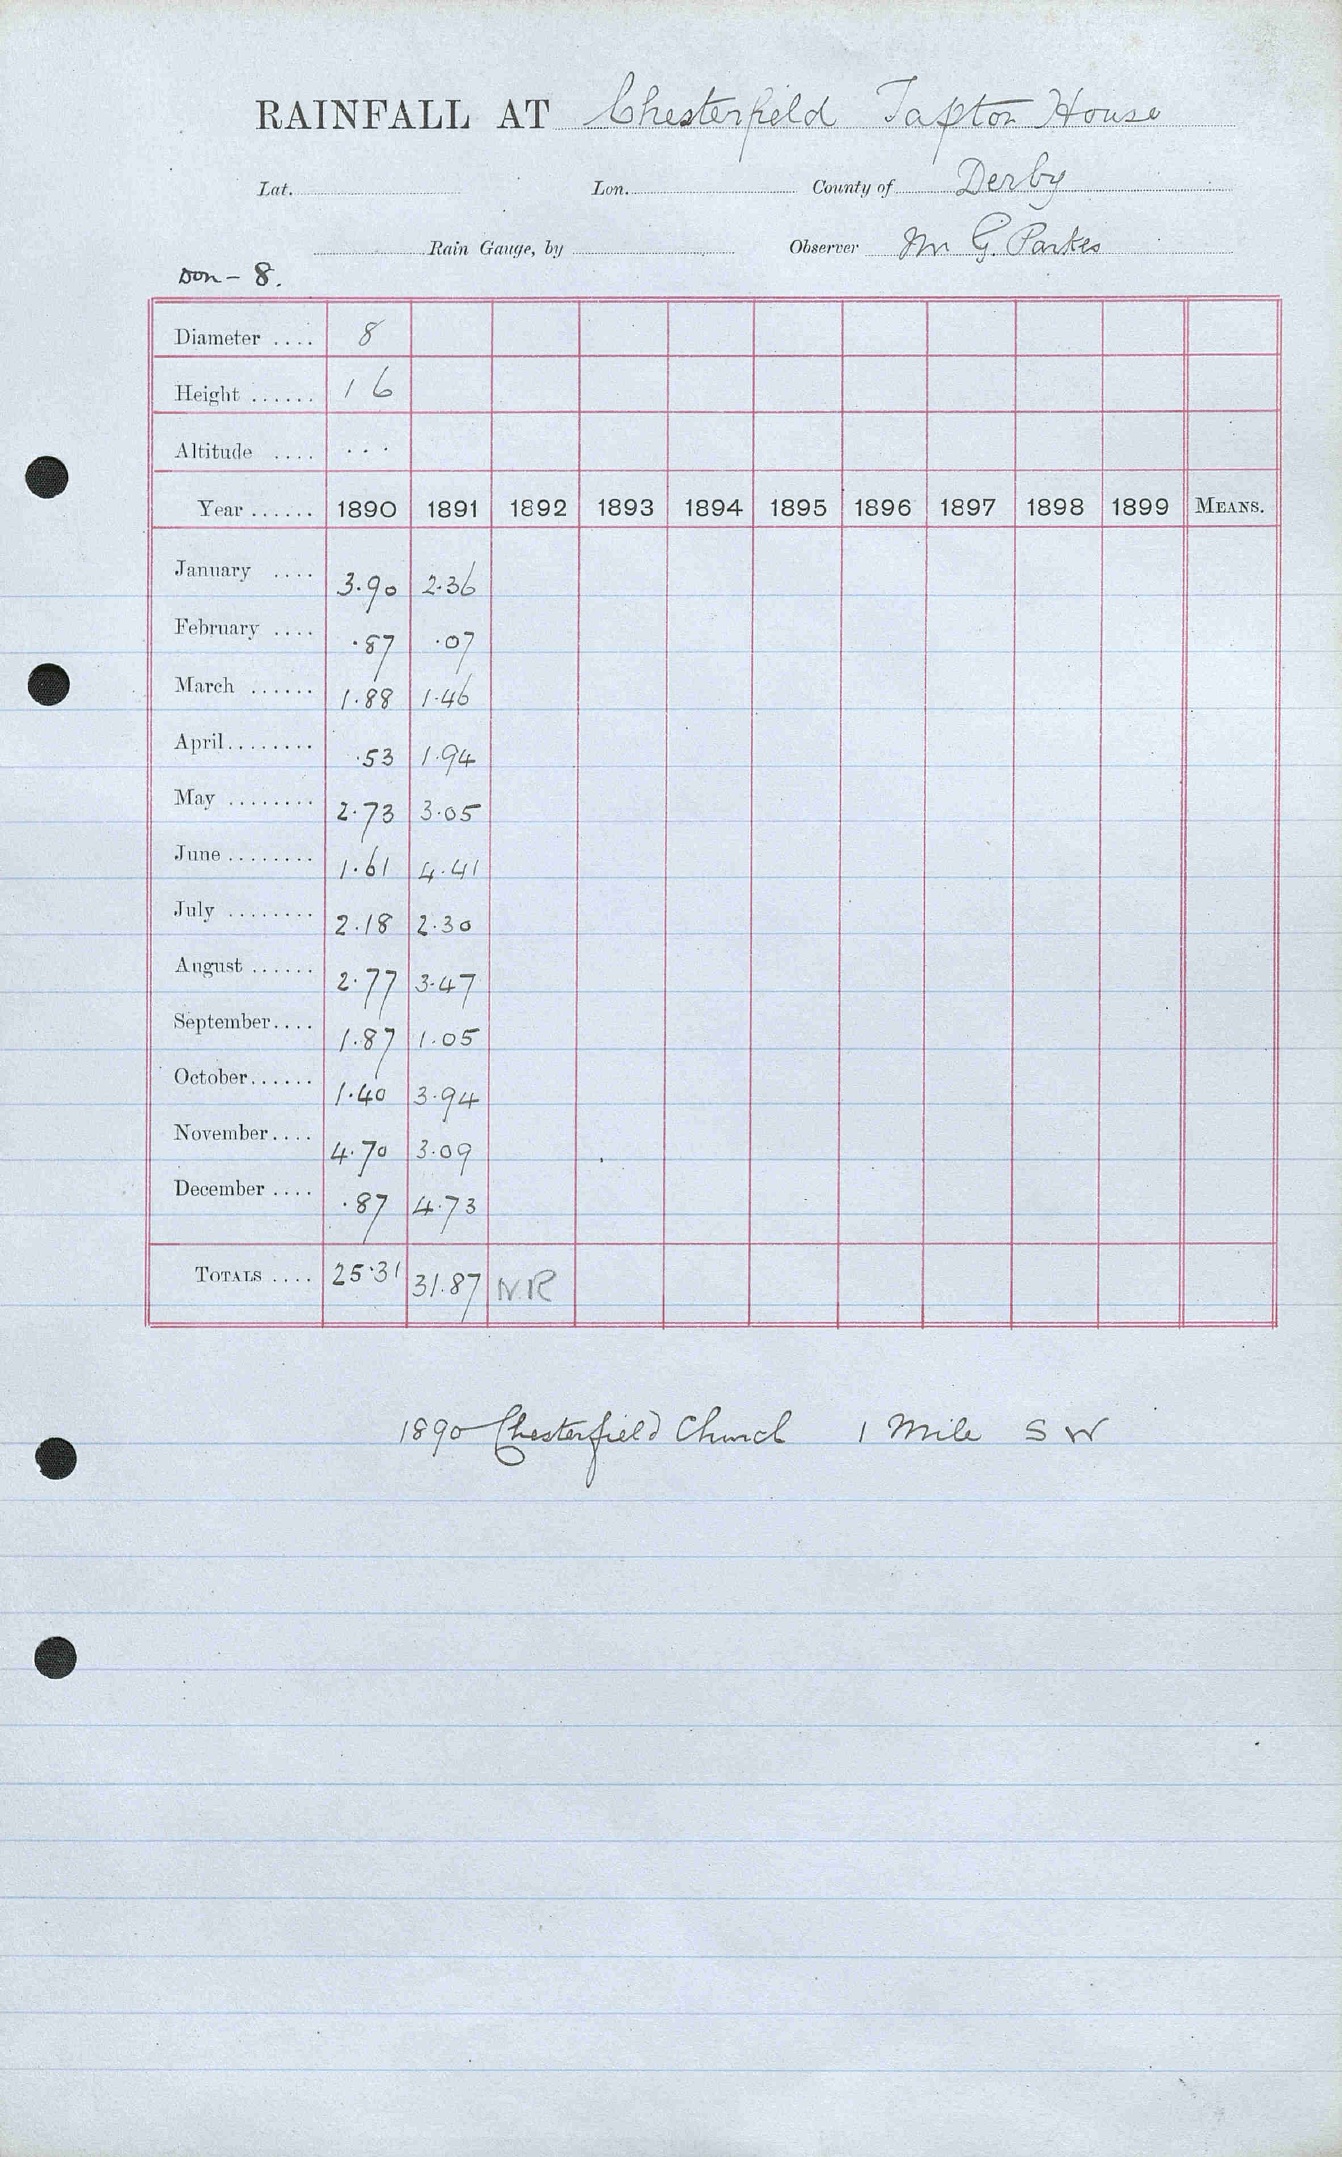 RAINFALL AT Chesterfield Tapton House
Lat. Lon. County of Derby
Rain Gauge, by Observer Mr G. Parkes
Don - 8.
Diameter .... 8
Height ...... 1 6
Altitude .... ...
Year ...... 1890 1891 1892 1893 1894 1895 1896 1897 1898 1899 MEANS.
January .... 3.90 2.36
February .... .87 .07
March ...... 1.88 1.46
April........ .53 1.94
May ........ 2.73 3.05
June ........ 1.61 4.41
July ........ 2.18 2.30
August ...... 2.77 3.47
September.... 1.87 1.05
October...... 1.40 3.94
November.... 4.70 3.09
December .... .87 4.73
TOTALS .... 25.31 31.87 N.R
1890 Chesterfield Church 1 Mile S W